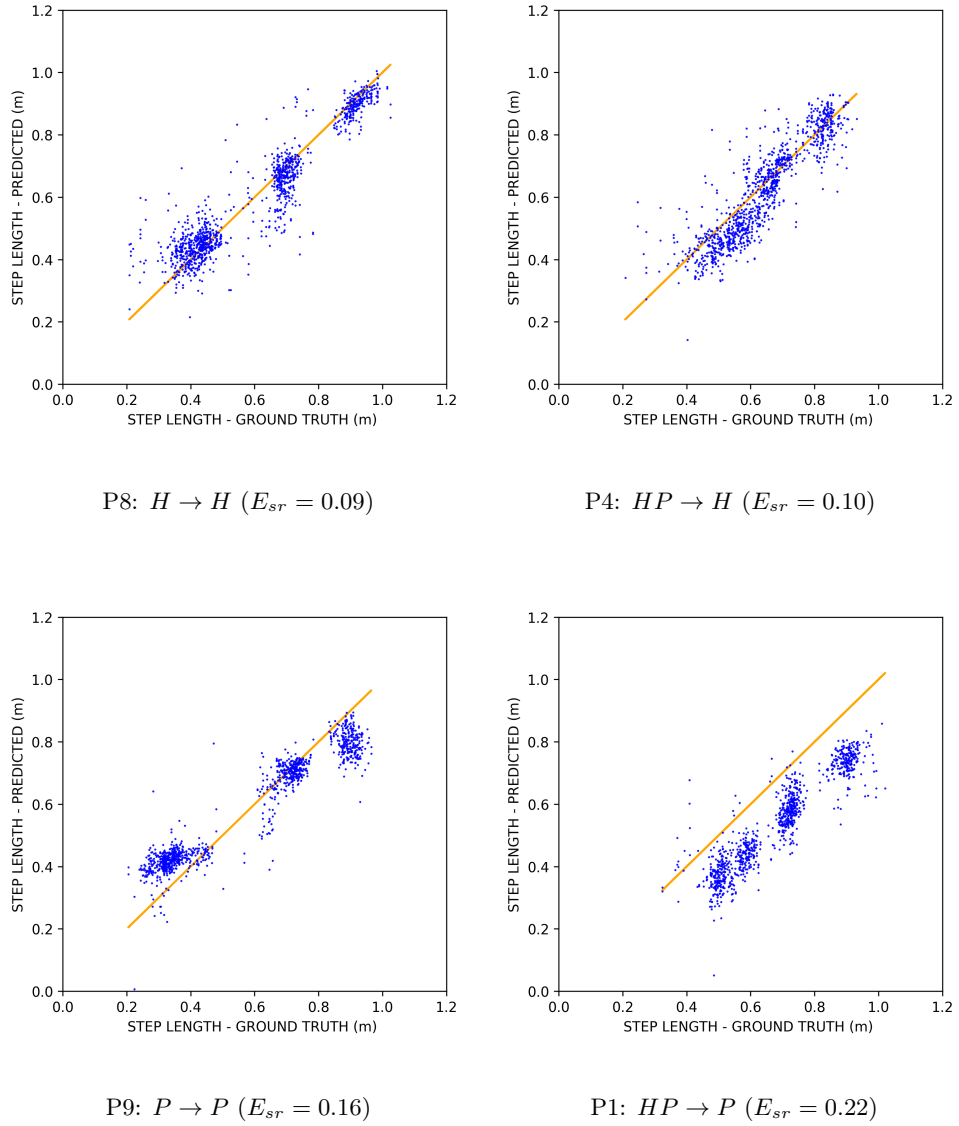 1.2
1.0
0.8
0.6
0.4
0.2
0.0
STEP LENGTH - PREDICTED (m)
0.0 0.2 0.4 0.6 0.8 1.0 1.2
STEP LENGTH - GROUND TRUTH (m)
P8: H → H (E_{sr} = 0.09)
1.2
1.0
0.8
0.6
0.4
0.2
0.0
STEP LENGTH - PREDICTED (m)
0.0 0.2 0.4 0.6 0.8 1.0 1.2
STEP LENGTH - GROUND TRUTH (m)
P4: HP → H (E_{sr} = 0.10)
1.2
1.0
0.8
0.6
0.4
0.2
0.0
STEP LENGTH - PREDICTED (m)
0.0 0.2 0.4 0.6 0.8 1.0 1.2
STEP LENGTH - GROUND TRUTH (m)
P9: P → P (E_{sr} = 0.16)
1.2
1.0
0.8
0.6
0.4
0.2
0.0
STEP LENGTH - PREDICTED (m)
0.0 0.2 0.4 0.6 0.8 1.0 1.2
STEP LENGTH - GROUND TRUTH (m)
P1: HP → P (E_{sr} = 0.22)